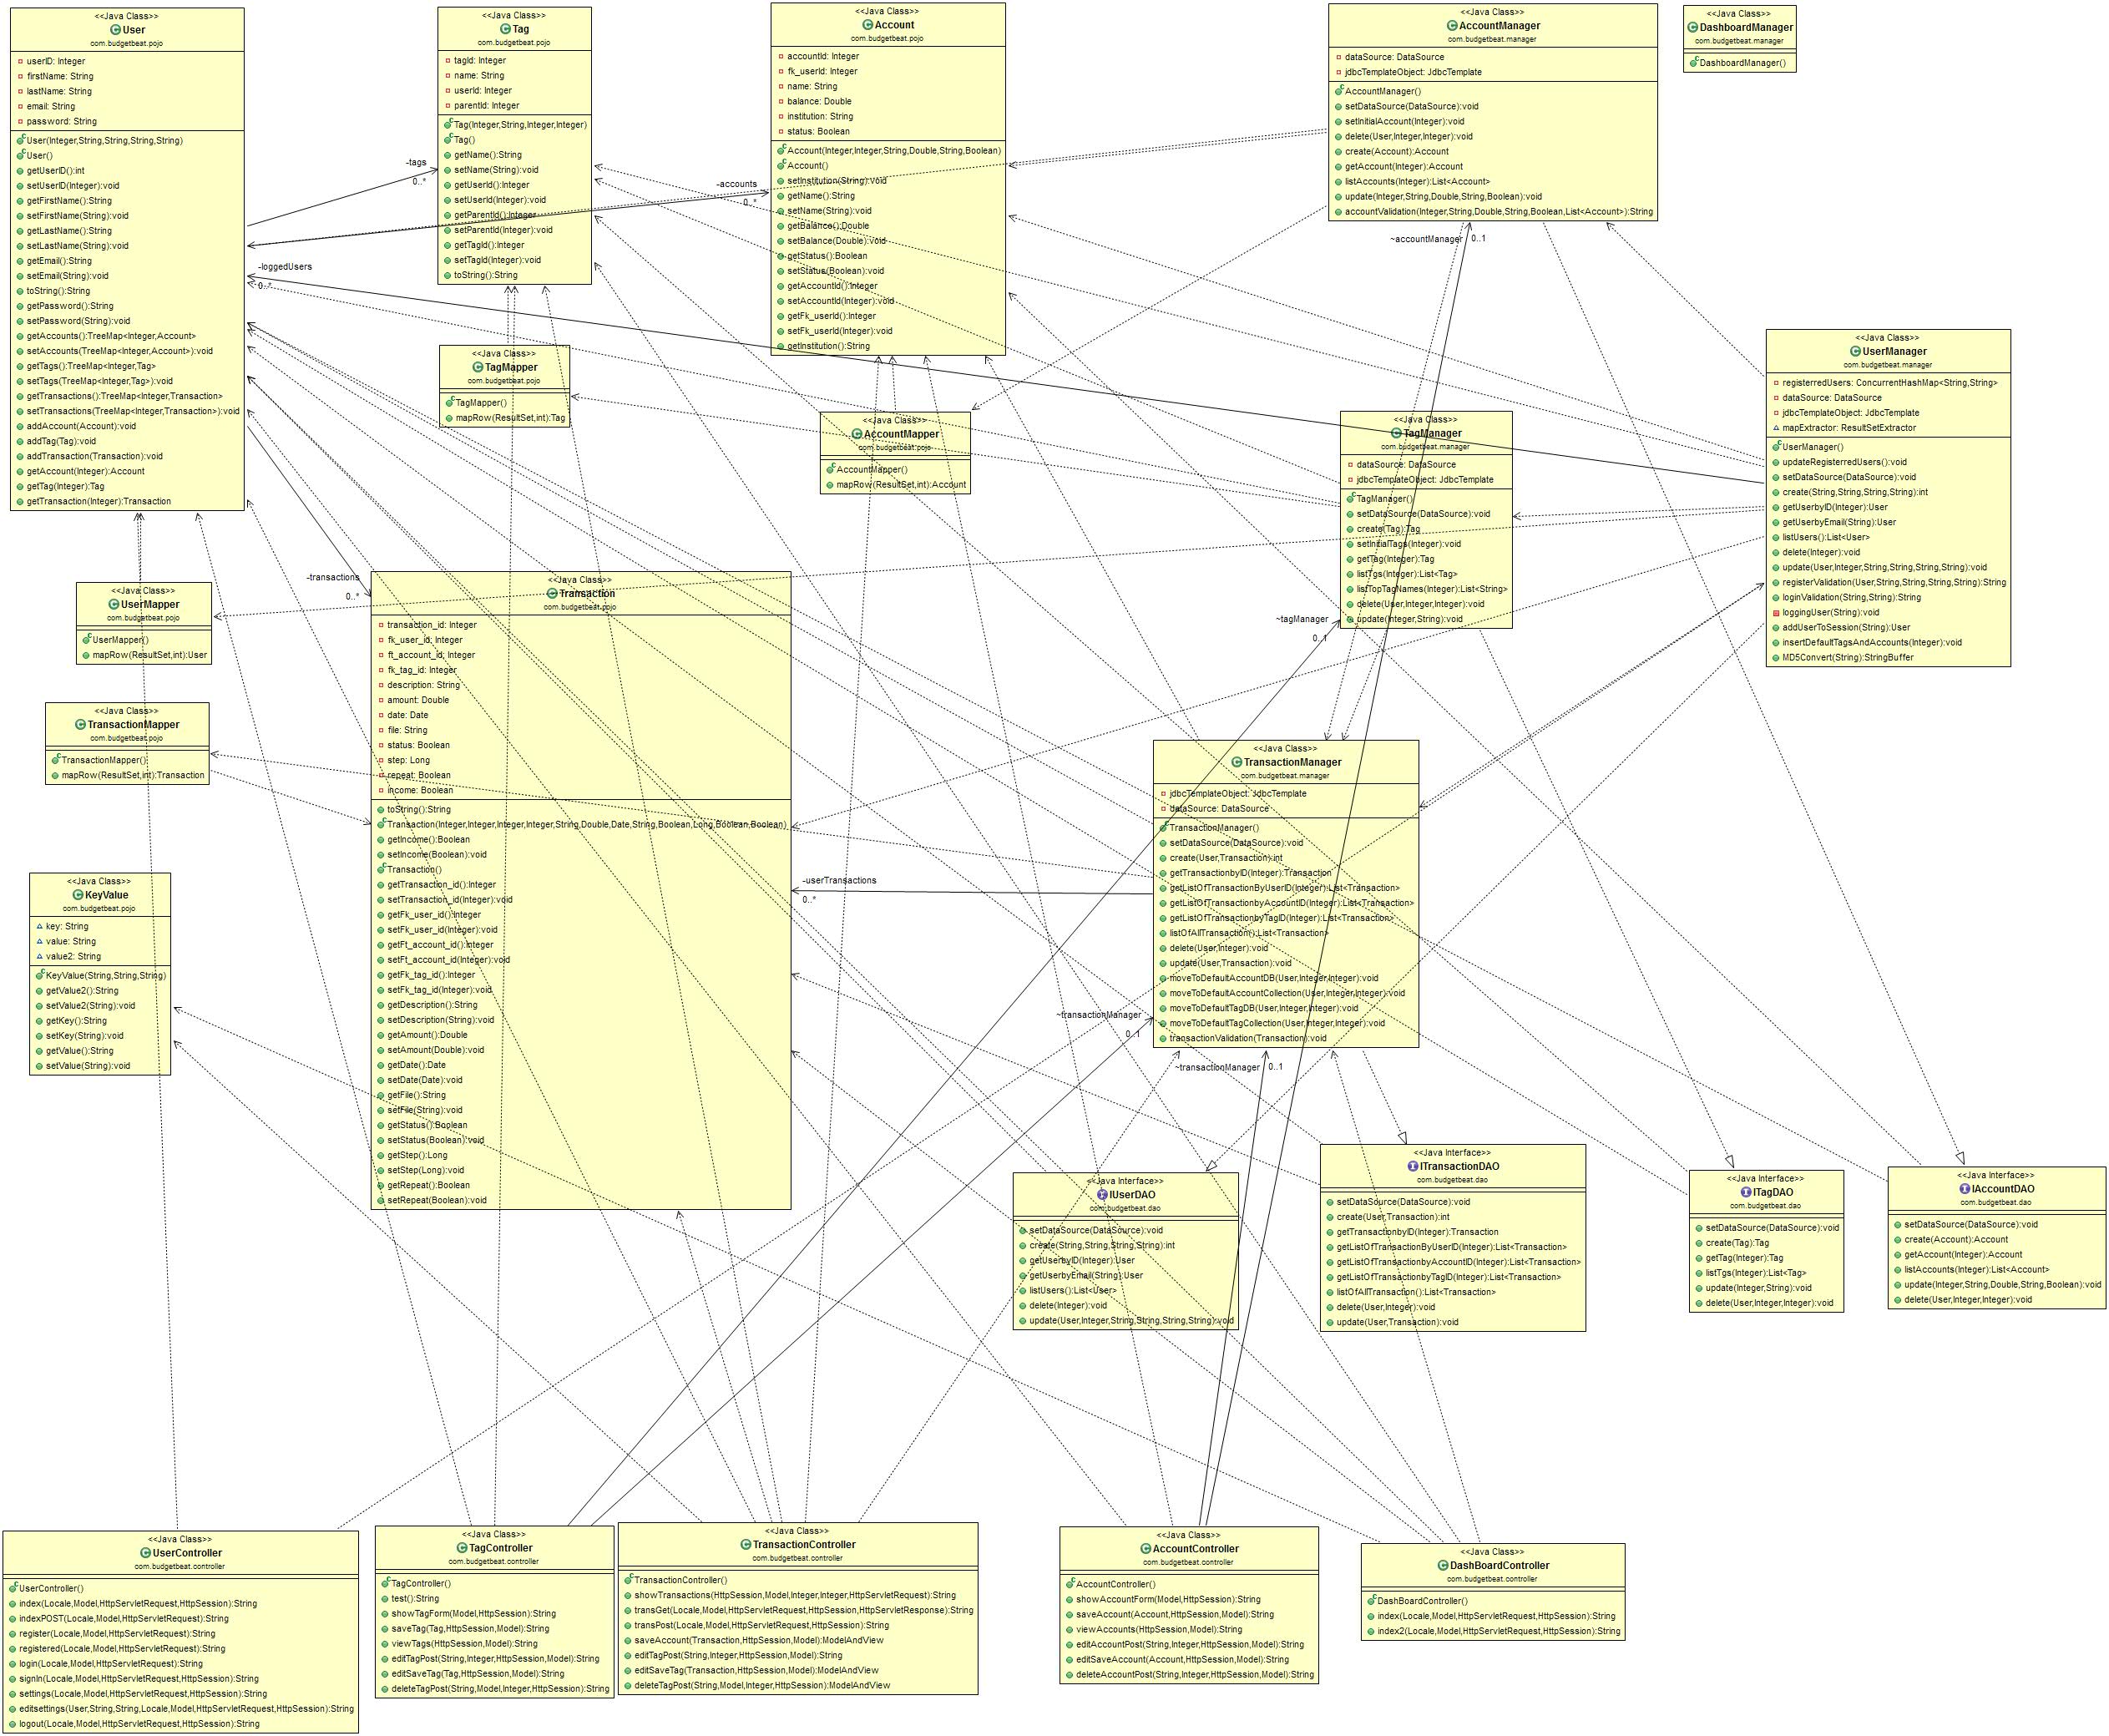 <<Java Class>>
User
com.budgetbeat.pojo
userID: Integer
firstName: String
lastName: String
email: String
password: String
User(Integer,String,String,String,String)
User()
getUserID():int
setUserID(Integer):void
getFirstName():String
setFirstName(String):void
getLastName():String
setLastName(String):void
getEmail():String
setEmail(String):void
toString():String
getPassword():String
setPassword(String):void
getAccounts():TreeMap<Integer,Account>
setAccounts(TreeMap<Integer,Account>):void
getTags():TreeMap<Integer,Tag>
setTags(TreeMap<Integer,Tag>):void
getTransactions():TreeMap<Integer,Transaction>
setTransactions(TreeMap<Integer,Transaction>):void
addAccount(Account):void
addTag(Tag):void
addTransaction(Transaction):void
getAccount(Integer):Account
getTag(Integer):Tag
getTransaction(Integer):Transaction
<<Java Class>>
Tag
com.budgetbeat.pojo
tagId: Integer
name: String
userId: Integer
parentId: Integer
Tag(Integer,String,Integer,Integer)
Tag()
getName():String
setName(String):void
getUserId():Integer
setUserId(Integer):void
getParentId():Integer
setParentId(Integer):void
getTagId():Integer
setTagId(Integer):void
toString():String
<<Java Class>>
Account
com.budgetbeat.pojo
accountId: Integer
fk_userId: Integer
name: String
balance: Double
institution: String
status: Boolean
Account(Integer,Integer,String,Double,String,Boolean)
Account()
setInstitution(String):void
getName():String
setName(String):void
getBalance():Double
setBalance(Double):void
getStatus():Boolean
setStatus(Boolean):void
getAccountId():Integer
setAccountId(Integer):void
getFk_userId():Integer
setFk_userId(Integer):void
getInstitution():String
<<Java Class>>
AccountManager
com.budgetbeat.manager
dataSource: DataSource
jdbcTemplateObject: JdbcTemplate
AccountManager()
setDataSource(DataSource):void
setInitialAccount(Integer):void
delete(User,Integer,Integer):void
create(Account):Account
getAccount(Integer):Account
listAccounts(Integer):List<Account>
update(Integer,String,Double,String,Boolean):void
accountValidation(Integer,String,Double,String,Boolean,List<Account>):String
<<Java Class>>
DashboardManager
com.budgetbeat.manager
DashboardManager()
-tags
0..*
-accounts
0..*
-loggedUsers
0..*
~accountManager
0..1
<<Java Class>>
TagMapper
com.budgetbeat.pojo
TagMapper()
mapRow(ResultSet,int):Tag
<<Java Class>>
AccountMapper
com.budgetbeat.pojo
AccountMapper()
mapRow(ResultSet,int):Account
<<Java Class>>
TagManager
com.budgetbeat.manager
dataSource: DataSource
jdbcTemplateObject: JdbcTemplate
TagManager()
setDataSource(DataSource):void
create(Tag):Tag
setInitialTags(Integer):void
getTag(Integer):Tag
listTgs(Integer):List<Tag>
listTopTagNames(Integer):List<String>
delete(User,Integer,Integer):void
update(Integer,String):void
<<Java Class>>
UserManager
com.budgetbeat.manager
registerredUsers: ConcurrentHashMap<String,String>
dataSource: DataSource
jdbcTemplateObject: JdbcTemplate
mapExtractor: ResultSetExtractor
UserManager()
updateRegisterredUsers():void
setDataSource(DataSource):void
create(String,String,String,String):int
getUserbyID(Integer):User
getUserbyEmail(String):User
listUsers():List<User>
delete(Integer):void
update(User,Integer,String,String,String,String):void
registerValidation(User,String,String,String,String):String
loginValidation(String,String):String
loggingUser(String):void
addUserToSession(String):User
insertDefaultTagsAndAccounts(Integer):void
MD5Convert(String):StringBuffer
-transactions
0..*
~tagManager
0..1
<<Java Class>>
UserMapper
com.budgetbeat.pojo
UserMapper()
mapRow(ResultSet,int):User
<<Java Class>>
TransactionMapper
com.budgetbeat.pojo
TransactionMapper()
mapRow(ResultSet,int):Transaction
<<Java Class>>
KeyValue
com.budgetbeat.pojo
key: String
value: String
value2: String
KeyValue(String,String,String)
getValue2():String
setValue2(String):void
getKey():String
setKey(String):void
getValue():String
setValue(String):void
<<Java Class>>
Transaction
com.budgetbeat.pojo
transaction_id: Integer
fk_user_id: Integer
ft_account_id: Integer
fk_tag_id: Integer
description: String
amount: Double
date: Date
file: String
status: Boolean
step: Long
repeat: Boolean
income: Boolean
toString():String
Transaction(Integer,Integer,Integer,Integer,String,Double,Date,String,Boolean,Long,Boolean,Boolean)
getIncome():Boolean
setIncome(Boolean):void
Transaction()
getTransaction_id():Integer
setTransaction_id(Integer):void
getFk_user_id():Integer
setFk_user_id(Integer):void
getFt_account_id():Integer
setFt_account_id(Integer):void
getFk_tag_id():Integer
setFk_tag_id(Integer):void
getDescription():String
setDescription(String):void
getAmount():Double
setAmount(Double):void
getDate():Date
setDate(Date):void
getFile():String
setFile(String):void
getStatus():Boolean
setStatus(Boolean):void
getStep():Long
setStep(Long):void
getRepeat():Boolean
setRepeat(Boolean):void
-userTransactions
0..*
<<Java Class>>
TransactionManager
com.budgetbeat.manager
jdbcTemplateObject: JdbcTemplate
dataSource: DataSource
TransactionManager()
setDataSource(DataSource):void
create(User,Transaction):int
getTransactionbyID(Integer):Transaction
getListOfTransactionByUserID(Integer):List<Transaction>
getListOfTransactionbyAccountID(Integer):List<Transaction>
getListOfTransactionbyTagID(Integer):List<Transaction>
listOfAllTransaction():List<Transaction>
delete(User,Integer):void
update(User,Transaction):void
moveToDefaultAccountDB(User,Integer,Integer):void
moveToDefaultAccountCollection(User,Integer,Integer):void
moveToDefaultTagDB(User,Integer,Integer):void
moveToDefaultTagCollection(User,Integer,Integer):void
transactionValidation(Transaction):void
~transactionManager
0..1
~transactionManager
0..1
<<Java Interface>>
IUserDAO
com.budgetbeat.dao
setDataSource(DataSource):void
create(String,String,String,String):int
getUserbyID(Integer):User
getUserbyEmail(String):User
listUsers():List<User>
delete(Integer):void
update(User,Integer,String,String,String,String):void
<<Java Interface>>
ITransactionDAO
com.budgetbeat.dao
setDataSource(DataSource):void
create(User,Transaction):int
getTransactionbyID(Integer):Transaction
getListOfTransactionByUserID(Integer):List<Transaction>
getListOfTransactionbyAccountID(Integer):List<Transaction>
getListOfTransactionbyTagID(Integer):List<Transaction>
listOfAllTransaction():List<Transaction>
delete(User,Integer):void
update(User,Transaction):void
<<Java Interface>>
ITagDAO
com.budgetbeat.dao
setDataSource(DataSource):void
create(Tag):Tag
getTag(Integer):Tag
listTgs(Integer):List<Tag>
update(Integer,String):void
delete(User,Integer,Integer):void
<<Java Interface>>
IAccountDAO
com.budgetbeat.dao
setDataSource(DataSource):void
create(Account):Account
getAccount(Integer):Account
listAccounts(Integer):List<Account>
update(Integer,String,Double,String,Boolean):void
delete(User,Integer,Integer):void
<<Java Class>>
UserController
com.budgetbeat.controller
UserController()
index(Locale,Model,HttpServletRequest,HttpSession):String
indexPOST(Locale,Model,HttpServletRequest):String
register(Locale,Model,HttpServletRequest):String
registered(Locale,Model,HttpServletRequest):String
login(Locale,Model,HttpServletRequest):String
signIn(Locale,Model,HttpServletRequest,HttpSession):String
settings(Locale,Model,HttpServletRequest,HttpSession):String
editsettings(User,String,String,Locale,Model,HttpServletRequest,HttpSession):String
logout(Locale,Model,HttpServletRequest,HttpSession):String
<<Java Class>>
TagController
com.budgetbeat.controller
TagController()
test():String
showTagForm(Model,HttpSession):String
saveTag(Tag,HttpSession,Model):String
viewTags(HttpSession,Model):String
editTagPost(String,Integer,HttpSession,Model):String
editSaveTag(Tag,HttpSession,Model):String
deleteTagPost(String,Model,Integer,HttpSession):String
<<Java Class>>
TransactionController
com.budgetbeat.controller
TransactionController()
showTransactions(HttpSession,Model,Integer,Integer,HttpServletRequest):String
transGet(Locale,Model,HttpServletRequest,HttpSession,HttpServletResponse):String
transPost(Locale,Model,HttpServletRequest,HttpSession):String
saveAccount(Transaction,HttpSession,Model):ModelAndView
editTagPost(String,Integer,HttpSession,Model):String
editSaveTag(Transaction,HttpSession,Model):ModelAndView
deleteTagPost(String,Model,Integer,HttpSession):ModelAndView
<<Java Class>>
AccountController
com.budgetbeat.controller
AccountController()
showAccountForm(Model,HttpSession):String
saveAccount(Account,HttpSession,Model):String
viewAccounts(HttpSession,Model):String
editAccountPost(String,Integer,HttpSession,Model):String
editSaveAccount(Account,HttpSession,Model):String
deleteAccountPost(String,Integer,HttpSession,Model):String
<<Java Class>>
DashBoardController
com.budgetbeat.controller
DashBoardController()
index(Locale,Model,HttpServletRequest,HttpSession):String
index2(Locale,Model,HttpServletRequest,HttpSession):String